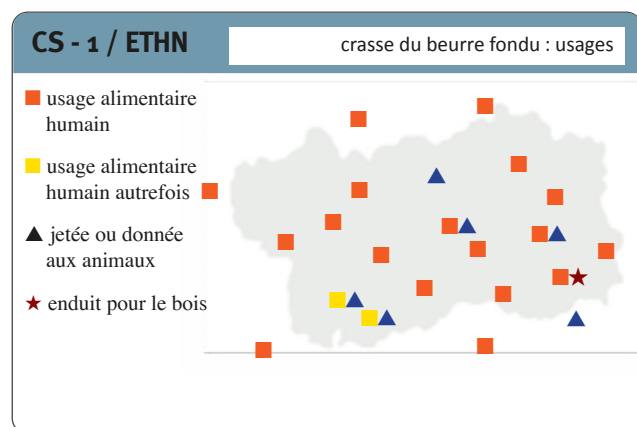 CS - 1 / ETHN
crasse du beurre fondu : usages
usage alimentaire
humain
usage alimentaire
humain autrefois
jetée ou donnée
aux animaux
enduit pour le bois